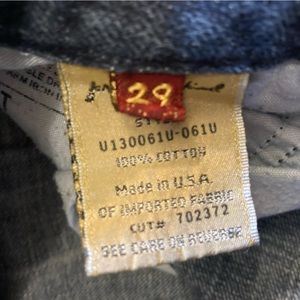 29
STYLE
U130061U-061U
100% COTTON
Made in U.S.A.
OF IMPORTED FABRIC
CUT# 702372
SEE CARE ON REVERSE